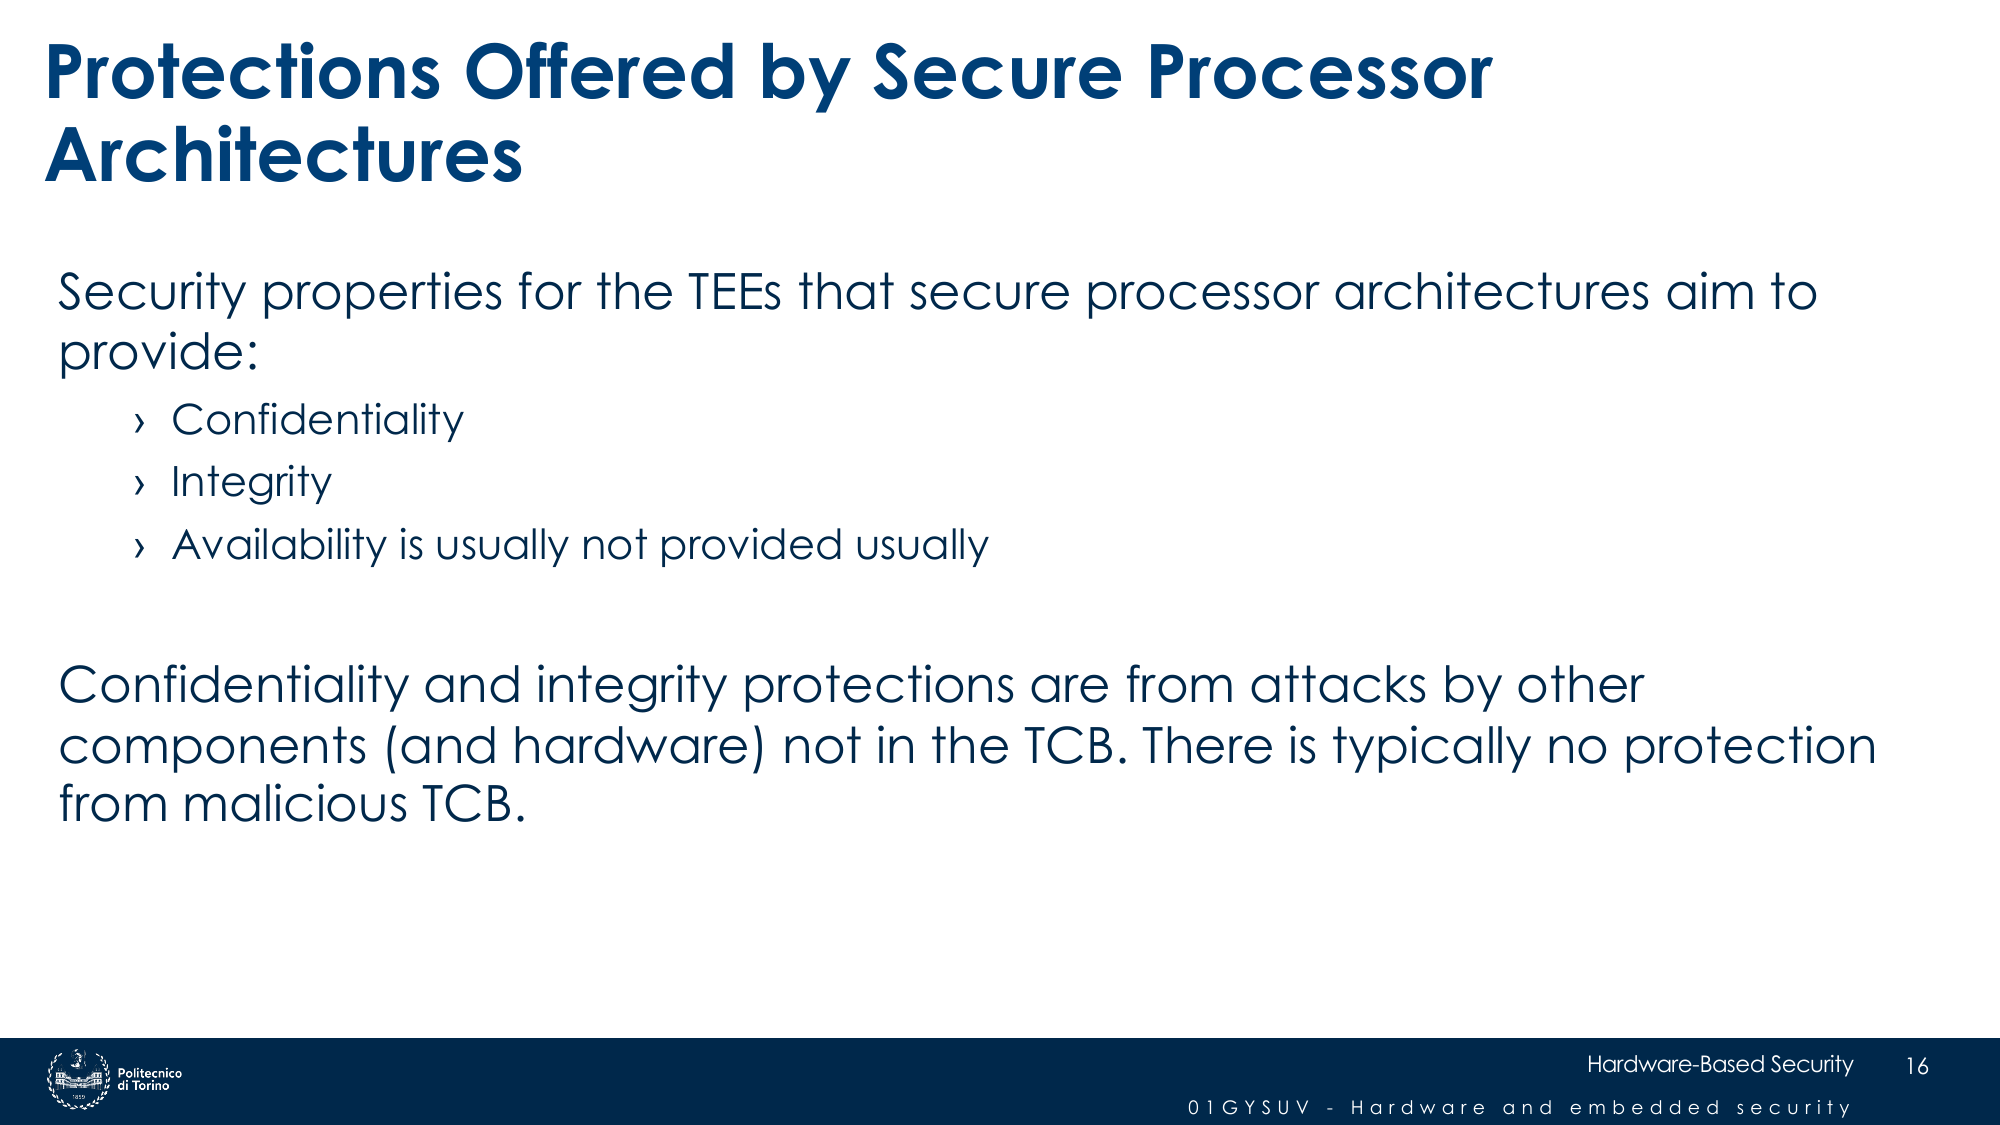 Protections Offered by Secure Processor
Architectures
Security properties for the TEEs that secure processor architectures aim to
provide:
› Confidentiality
› Integrity
› Availability is usually not provided usually
Confidentiality and integrity protections are from attacks by other
components (and hardware) not in the TCB. There is typically no protection
from malicious TCB.
Politecnico
di Torino
1859
Hardware-Based Security
16
01GYSUV - Hardware and embedded security